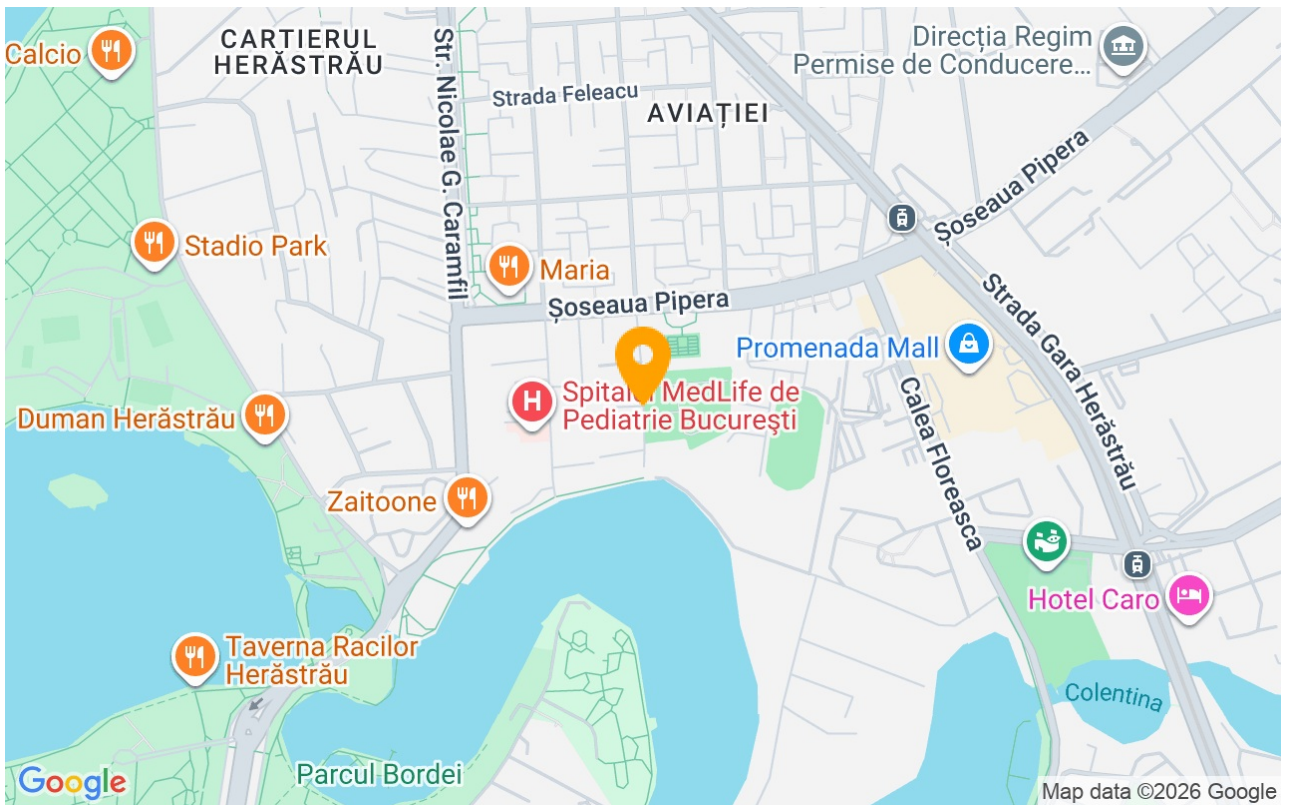 Calcio
CARTIERUL
HERĂSTRĂU
Str. Nicolae G. Caramfil
Strada Feleacu
AVIAȚIEI
Direcția Regim
Permise de Conducere...
Șoseaua Pipera
Stadio Park
Maria
Șoseaua Pipera
Promenada Mall
Strada Gara Herăstrău
Calea Floreasca
H
Spitalul MedLife de
Pediatrie Bucureşti
Duman Herăstrău
Zaitoone
Hotel Caro
Taverna Racilor
Herăstrău
Colentina
Parcul Bordei
Google
Map data ©2026 Google